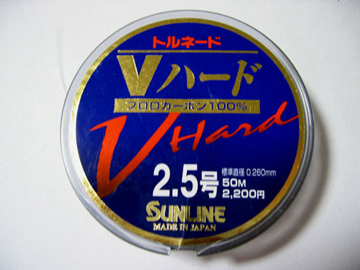 トルネード
Vハード
フロロカーボン100%
V Hard
2.5号
標準直径 0.260mm
50M
2,200円
SUNLINE
MADE IN JAPAN